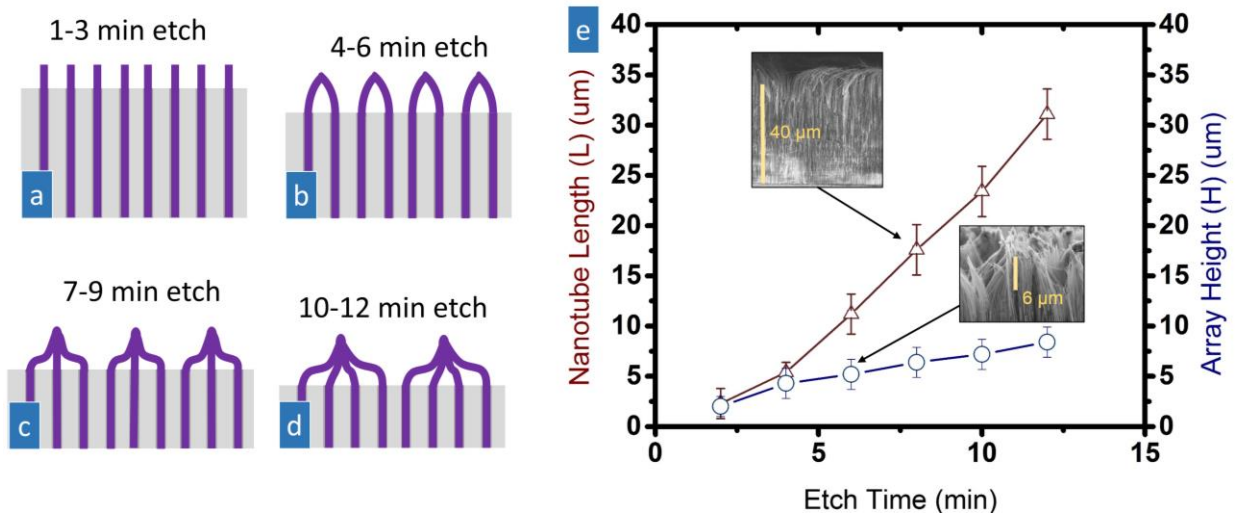 1-3 min etch
a
4-6 min etch
b
7-9 min etch
c
10-12 min etch
d
e
Nanotube Length (L) (um)
40
35
30
25
20
15
10
5
0
40 µm
6 µm
40
35
30
25
20
15
10
5
0
Array Height (H) (um)
0
5
10
15
Etch Time (min)